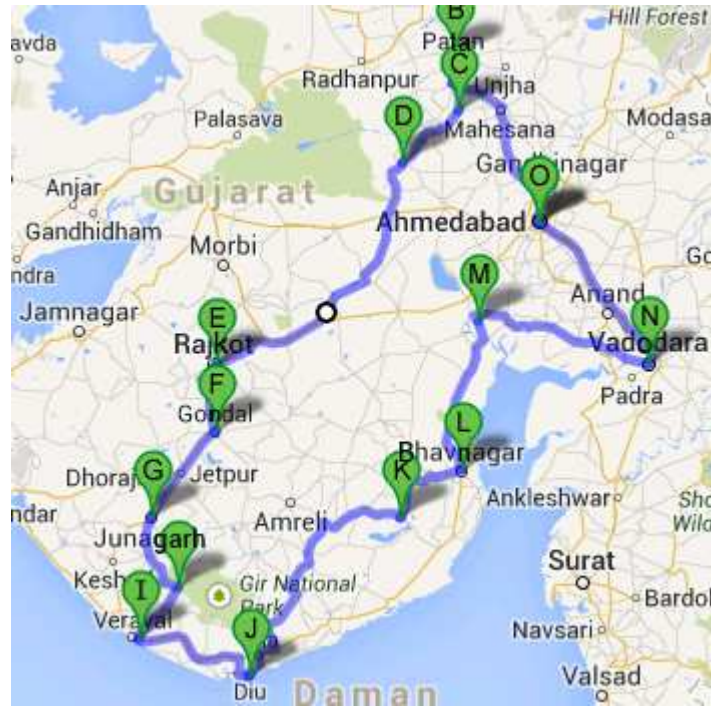 B
Hill Forest
Patan
avda
Radhanpur
C
Unjha
D
Palasava
Mahesana
Modasa
Gujarat
Gandhinagar
Anjar
O
Gandhidham
Ahmedabad
Morbi
ndra
M
Anand
Jamnagar
E
N
Rajkot
Vadodara
F
Padra
Gondal
L
Bhavnagar
G
K
Dhoraj
Jetpur
Ankleshwar
ndar
Amreli
Wild
Junagarh
Surat
Kesh
I
Gir National
Park
Bardol
Veraval
J
Navsari
Diu
Daman
Valsad